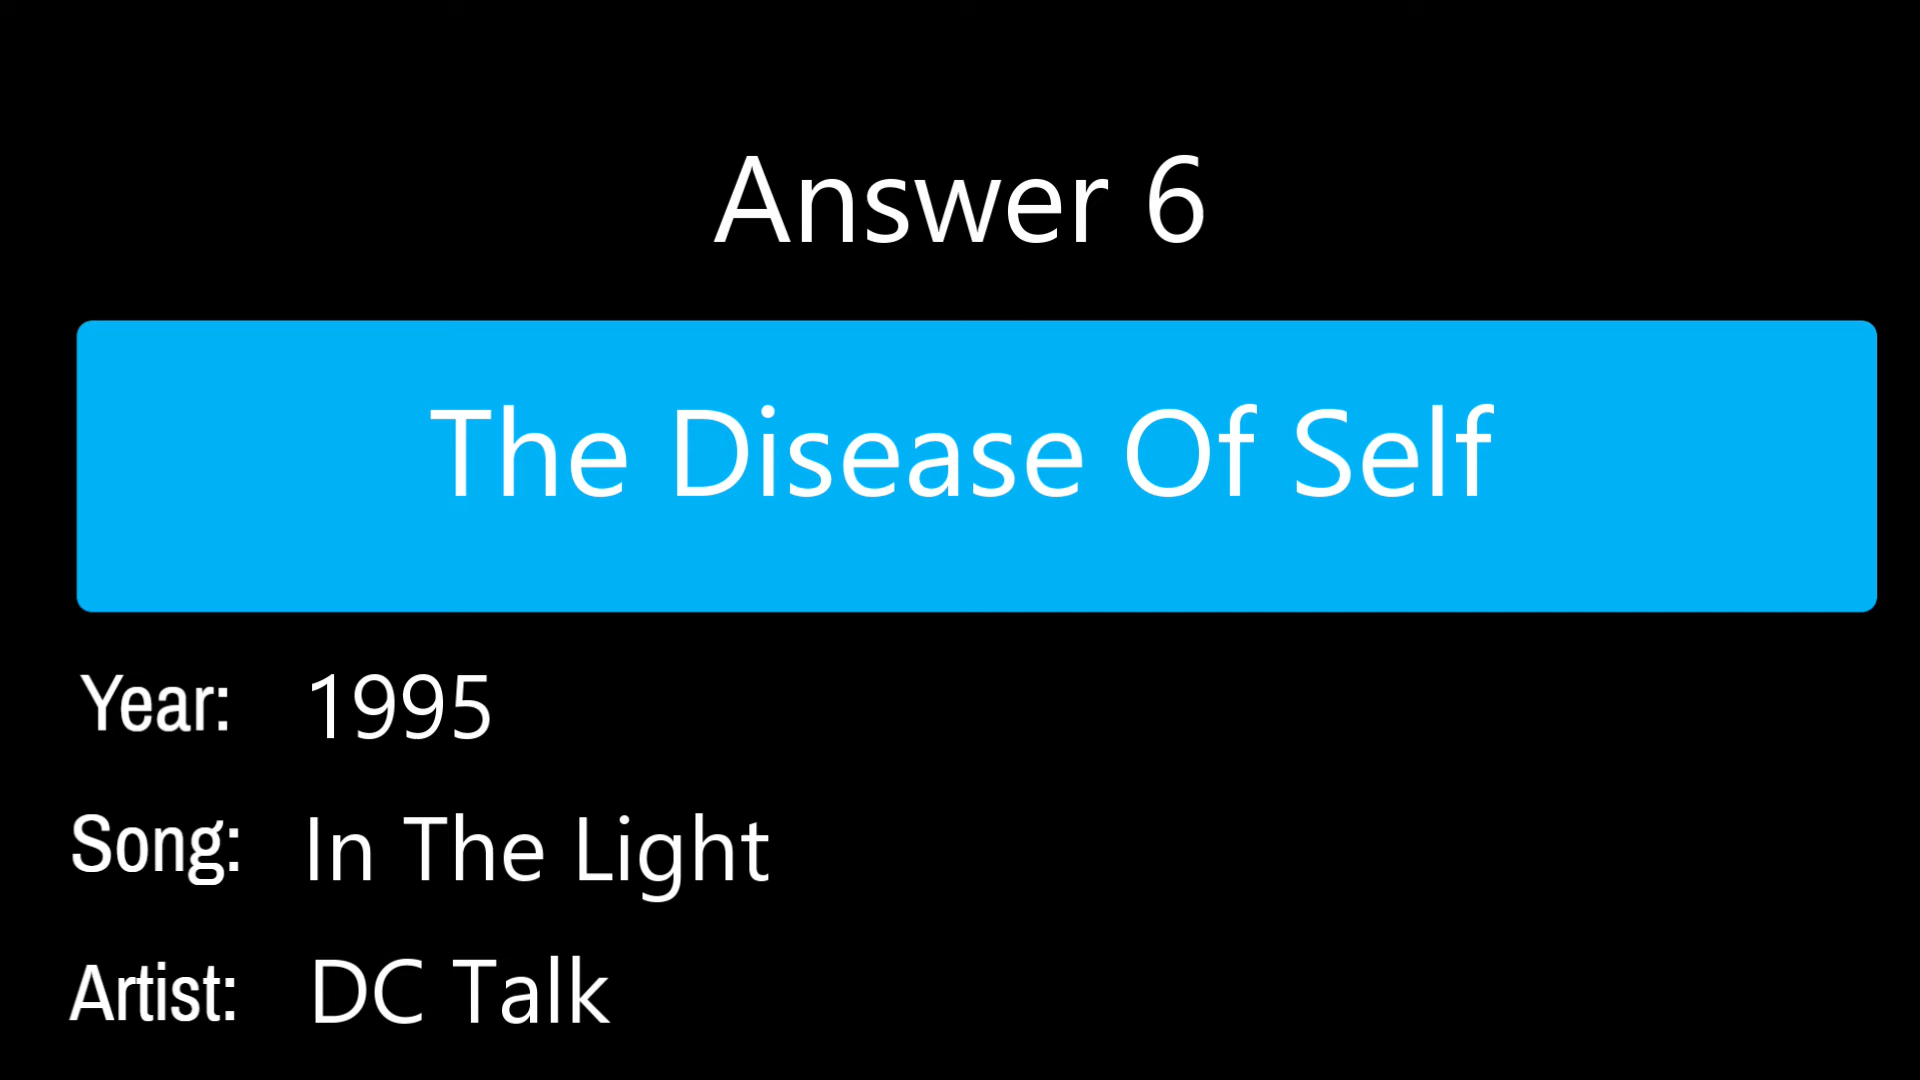 Answer 6
The Disease Of Self
Year: 1995
Song: In The Light
Artist: DC Talk